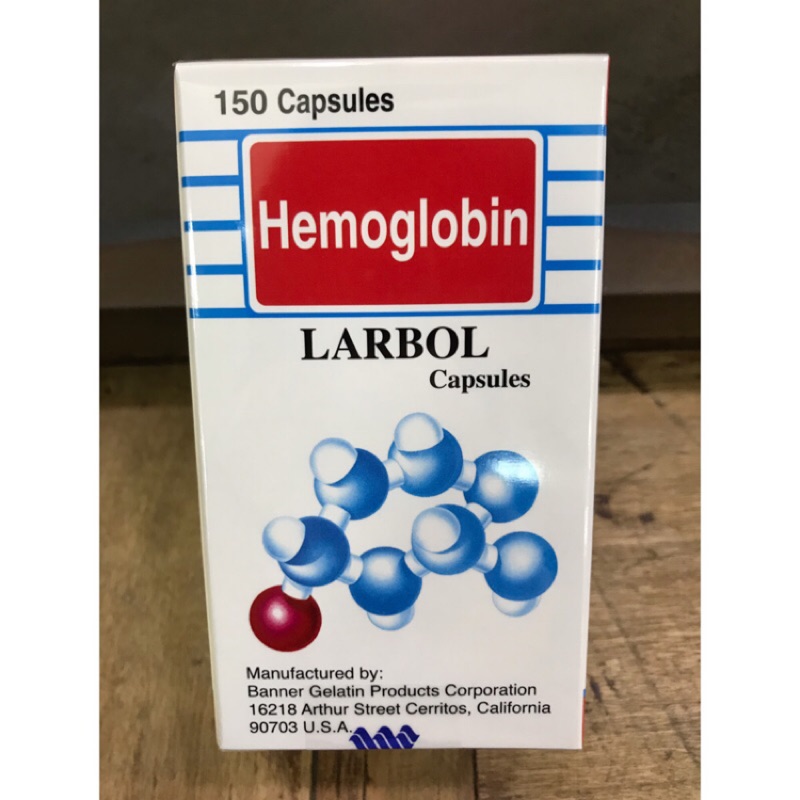 150 Capsules
Hemoglobin
LARBOL
Capsules
Manufactured by:
Banner Gelatin Products Corporation
16218 Arthur Street Cerritos, California
90703 U.S.A.